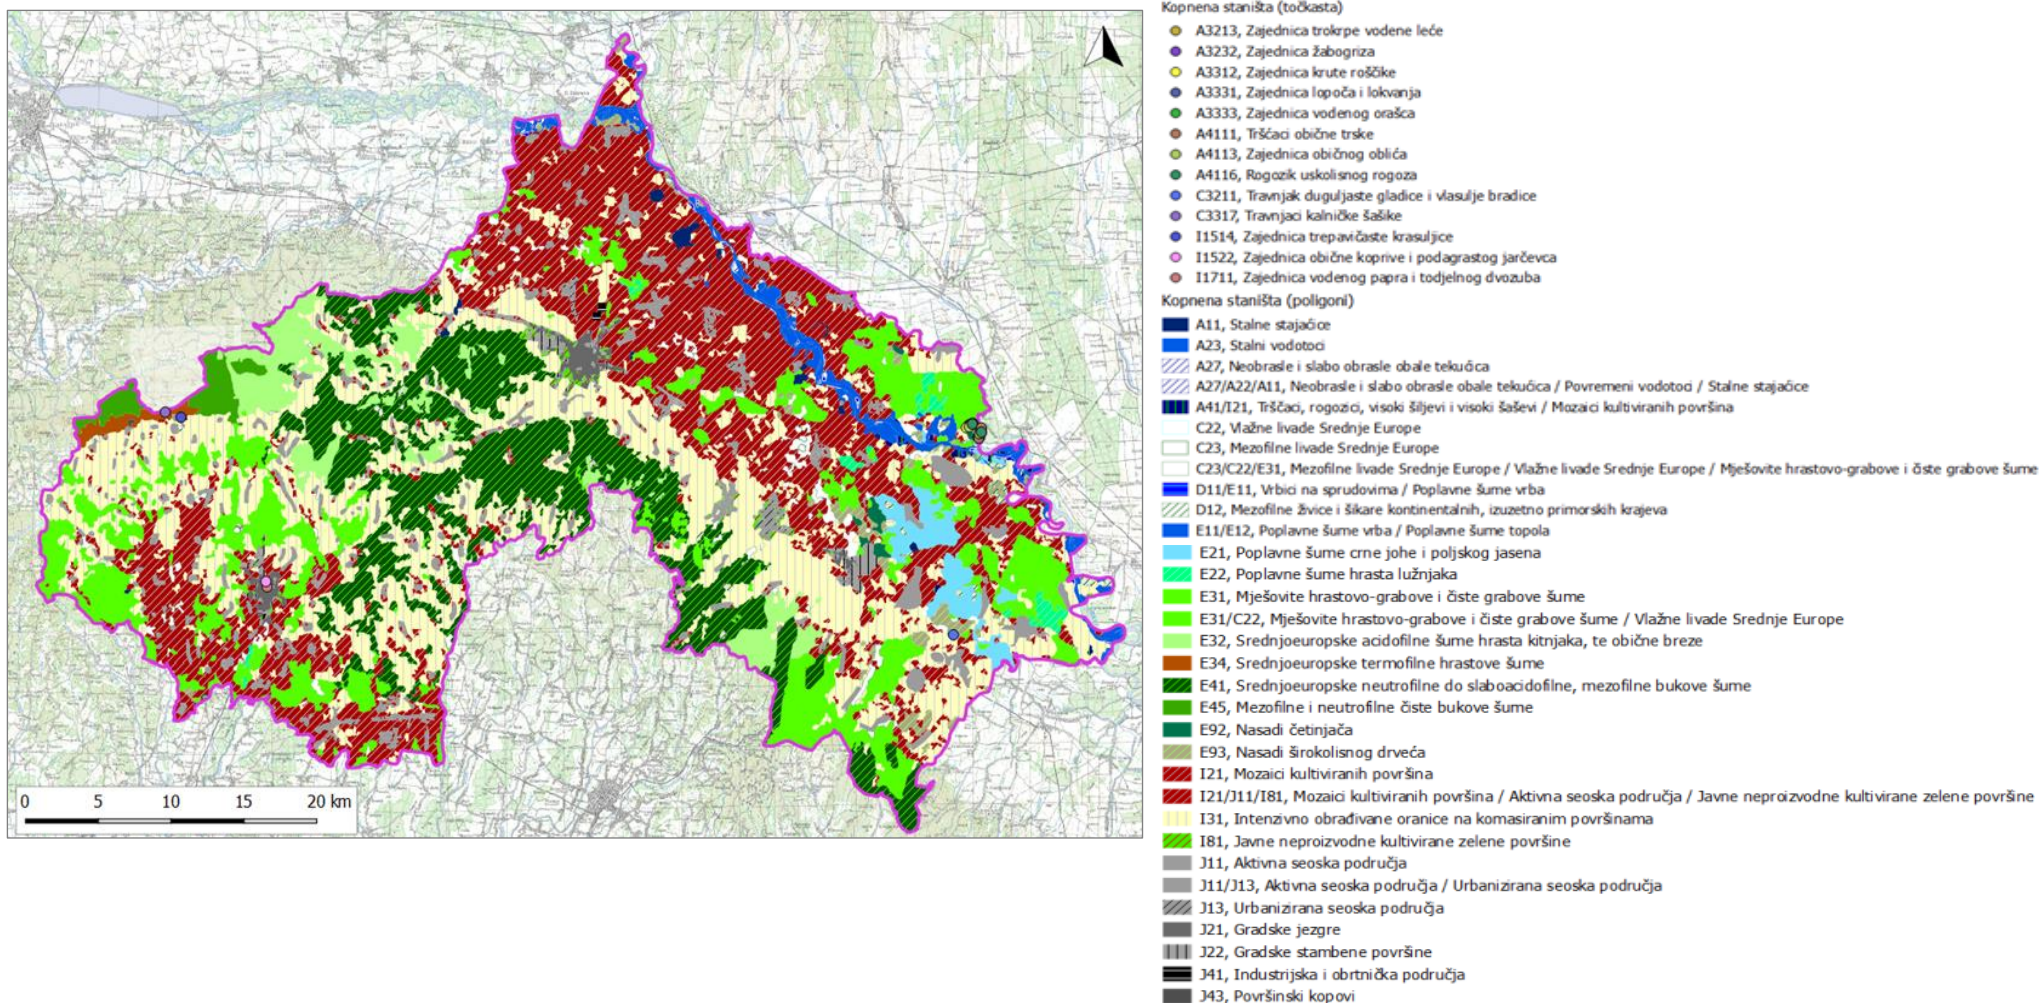 Kopnena staništa (točkasta)
A3213, Zajednica trokrpe vodene leće
A3232, Zajednica žabogriza
A3312, Zajednica krute roščike
A3331, Zajednica lopoča i lokvanja
A3333, Zajednica vodenog orašca
A4111, Tršćaci obične trske
A4113, Zajednica običnog oblića
A4116, Rogozik uskolisnog rogoza
C3211, Travnjak duguljaste gladice i vlasulje bradice
C3317, Travnjaci kalničke šašike
I1514, Zajednica trepavičaste krasuljice
I1522, Zajednica obične koprive i podagrastog jarčevca
I1711, Zajednica vodenog papra i todjelnog dvozuba
Kopnena staništa (poligoni)
A11, Stalne stajaćice
A23, Stalni vodotoci
A27, Neobrasle i slabo obrasle obale tekućica
A27/A22/A11, Neobrasle i slabo obrasle obale tekućica / Povremeni vodotoci / Stalne stajaćice
A41/I21, Tršćaci, rogozici, visoki šiljevi i visoki šaševi / Mozaici kultiviranih površina
C22, Vlažne livade Srednje Europe
C23, Mezofilne livade Srednje Europe
C23/C22/E31, Mezofilne livade Srednje Europe / Vlažne livade Srednje Europe / Mješovite hrastovo-grabove i čiste grabove šume
D11/E11, Vrbici na sprudovima / Poplavne šume vrba
D12, Mezofilne živice i šikare kontinentalnih, izuzetno primorskih krajeva
E11/E12, Poplavne šume vrba / Poplavne šume topola
E21, Poplavne šume crne johe i poljskog jasena
E22, Poplavne šume hrasta lužnjaka
E31, Mješovite hrastovo-grabove i čiste grabove šume
E31/C22, Mješovite hrastovo-grabove i čiste grabove šume / Vlažne livade Srednje Europe
E32, Srednjoeuropske acidofilne šume hrasta kitnjaka, te obične breze
E34, Srednjoeuropske termofilne hrastove šume
E41, Srednjoeuropske neutrofilne do slaboacidofilne, mezofilne bukove šume
E45, Mezofilne i neutrofilne čiste bukove šume
E92, Nasadi četinjača
E93, Nasadi širokolisnog drveća
I21, Mozaici kultiviranih površina
I21/J11/I81, Mozaici kultiviranih površina / Aktivna seoska područja / Javne neproizvodne kultivirane zelene površine
I31, Intenzivno obrađivane oranice na komasiranim površinama
I81, Javne neproizvodne kultivirane zelene površine
J11, Aktivna seoska područja
J11/J13, Aktivna seoska područja / Urbanizirana seoska područja
J13, Urbanizirana seoska područja
J21, Gradske jezgre
J22, Gradske stambene površine
J41, Industrijska i obrtnička područja
J43, Površinski kopovi
0 5 10 15 20 km